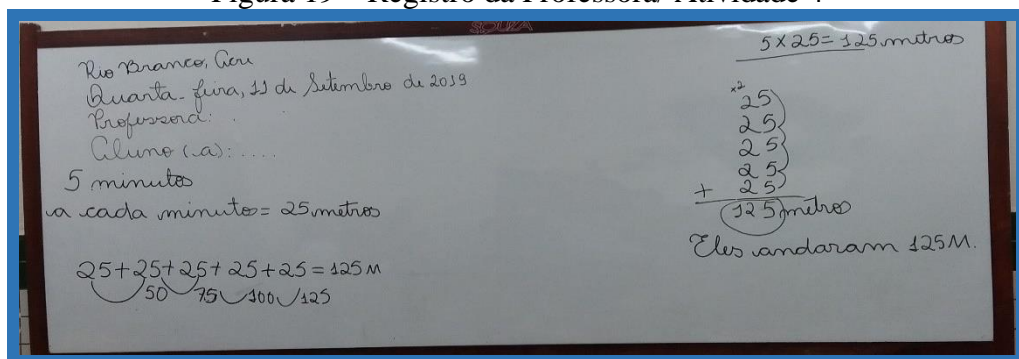 Figura 19 – Registro da Professora/ Atividade 4
SOUZA
Rio Branco, Acre
Quarta-feira, 11 de Setembro de 2019
Professora: .
Aluno (a): ....
5 minutos
a cada minuto = 25 metros
25+25+25+25+25 = 125 M
50 75 100 125
5 x 25 = 125 metros
x2
25
25
25
25
+ 25
125 metros
Eles andaram 125M.